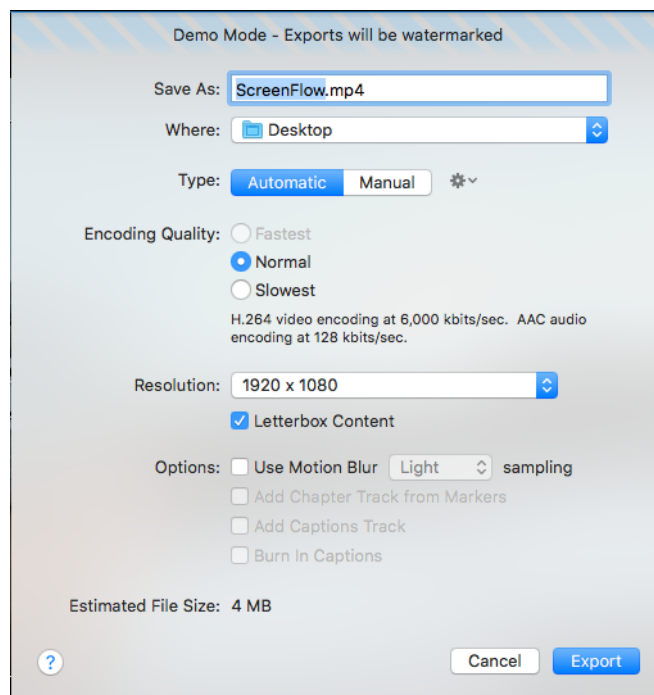 Demo Mode - Exports will be watermarked
Save As: ScreenFlow.mp4
Where: Desktop
Type: Automatic Manual
Encoding Quality: Fastest
Normal
Slowest
H.264 video encoding at 6,000 kbits/sec. AAC audio
encoding at 128 kbits/sec.
Resolution: 1920 x 1080
Letterbox Content
Options: Use Motion Blur Light sampling
Add Chapter Track from Markers
Add Captions Track
Burn In Captions
Estimated File Size: 4 MB
? Cancel Export